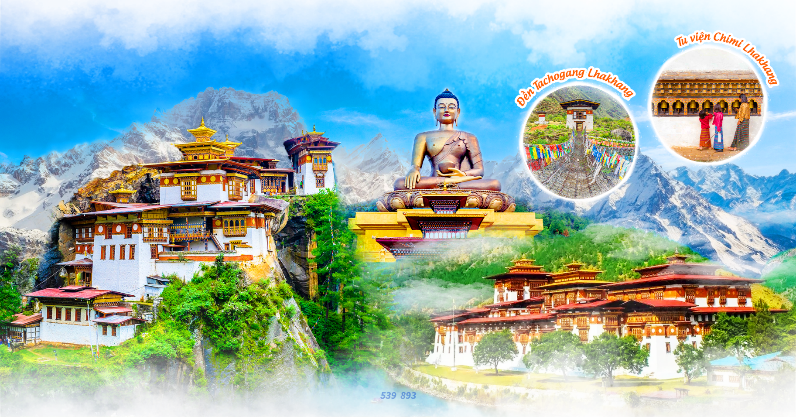 Đền Tachogang Lhakhang
Tu viện Chimi Lhakhang
539 893